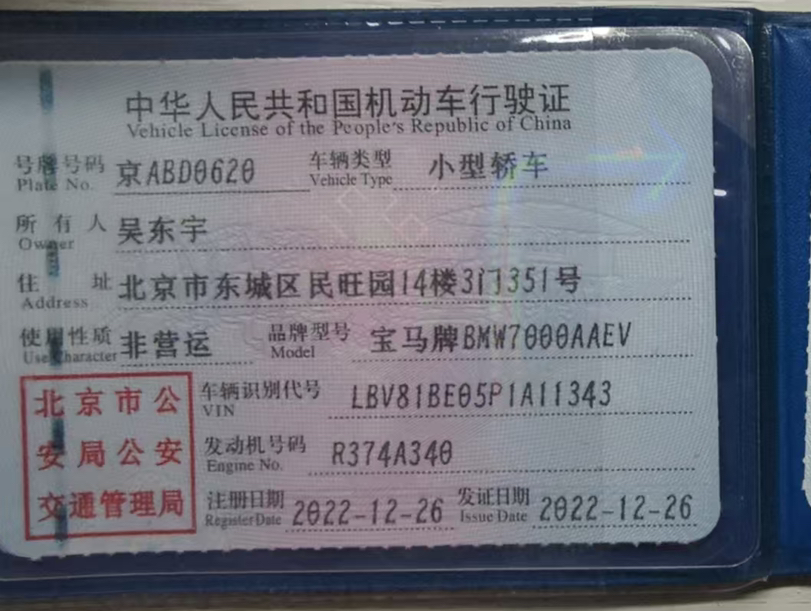 中华人民共和国机动车行驶证
Vehicle License of the People's Republic of China
号牌号码 京ABD0620 车辆类型 小型轿车
Plate No. Vehicle Type
所有人 吴东宇
Owner
住址 北京市东城区民旺园14楼3门351号
Address
使用性质 非营运 品牌型号 宝马牌BMW7000AAEV
Use Character Model
北京市公安局公安交通管理局
车辆识别代号 LBV81BE05P1A11343
VIN
发动机号码 R374A340
Engine No.
注册日期 2022-12-26 发证日期 2022-12-26
Register Date Issue Date